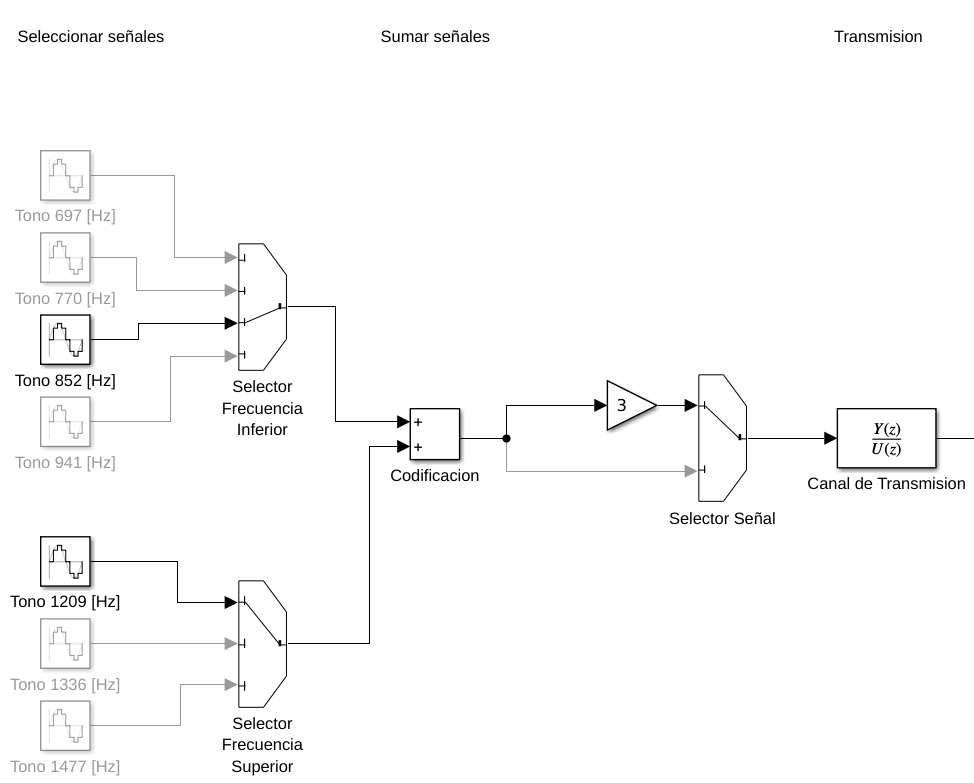 Seleccionar señales
Sumar señales
Transmision
Tono 697 [Hz]
Tono 770 [Hz]
Tono 852 [Hz]
Tono 941 [Hz]
Selector
Frecuencia
Inferior
+
+
Codificacion
3
Selector Señal
Y(z)
U(z)
Canal de Transmision
Tono 1209 [Hz]
Tono 1336 [Hz]
Tono 1477 [Hz]
Selector
Frecuencia
Superior